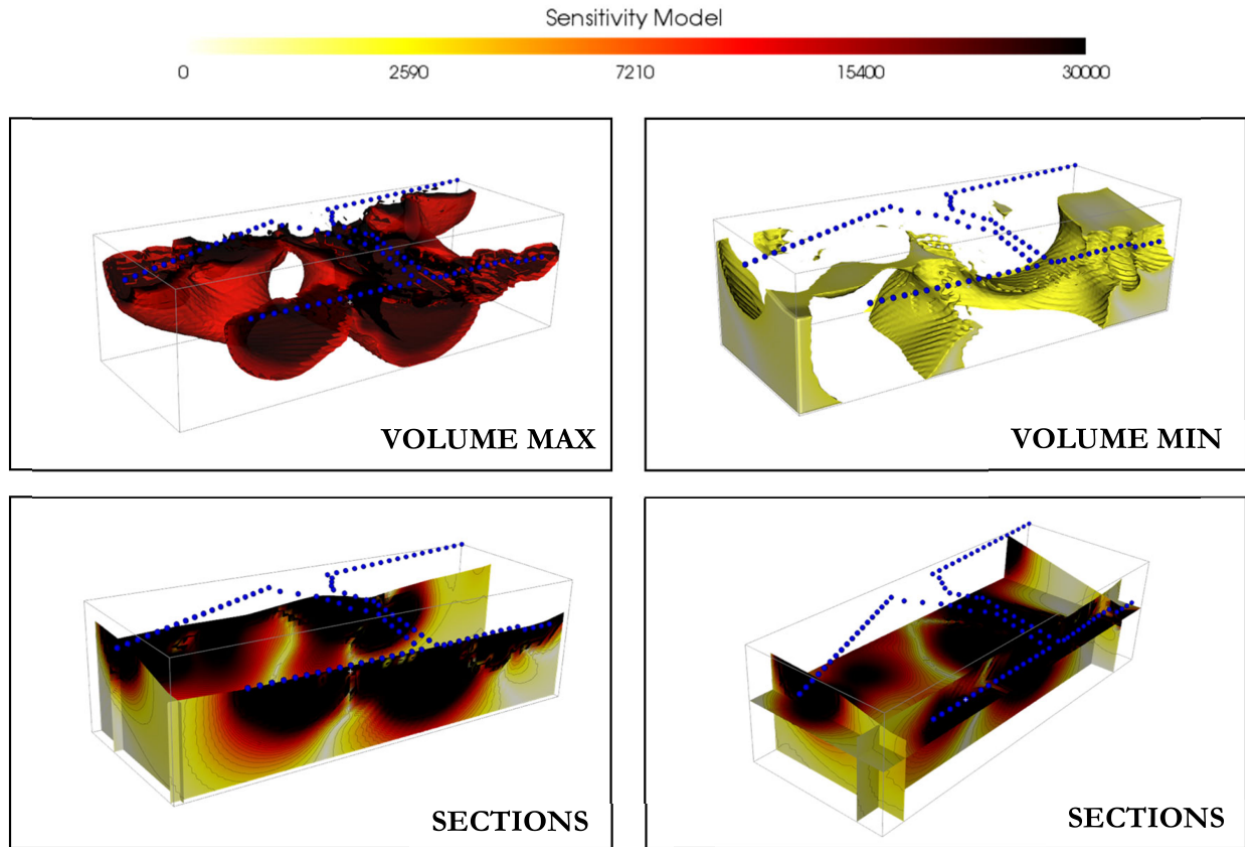 Sensitivity Model
0 2590 7210 15400 30000
VOLUME MAX
VOLUME MIN
SECTIONS
SECTIONS